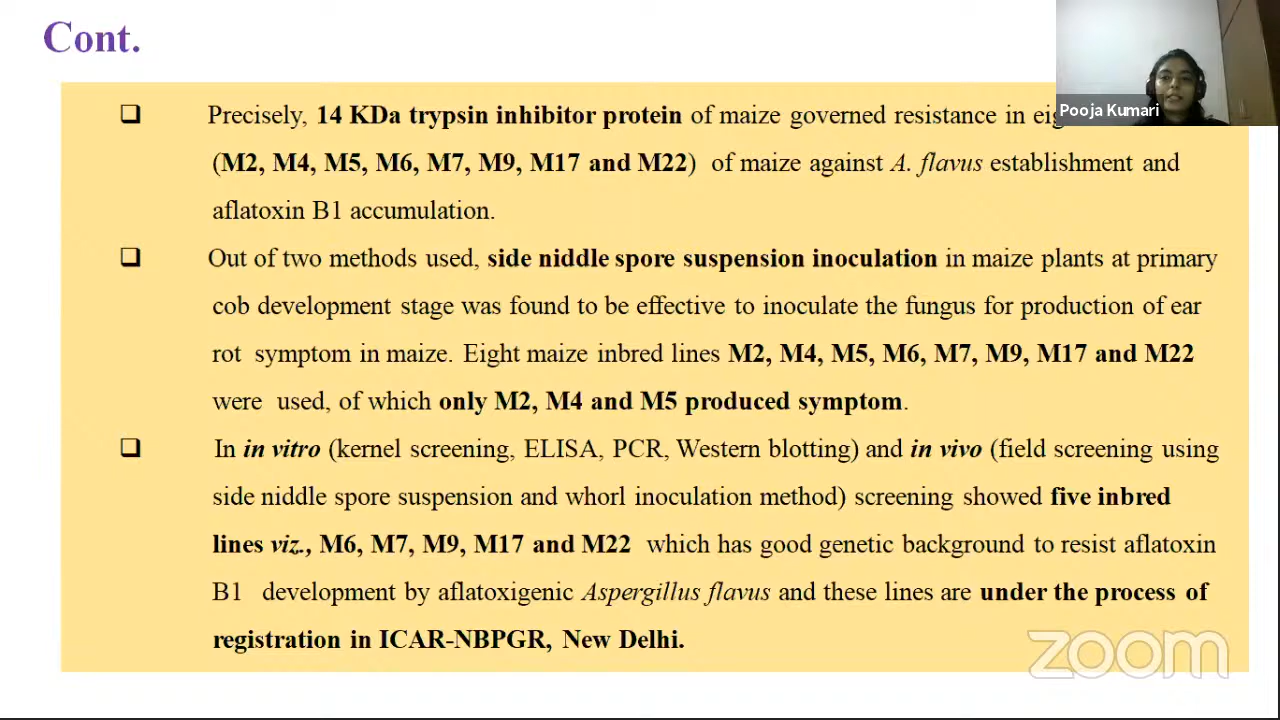 Cont.
Pooja Kumari
Precisely, 14 KDa trypsin inhibitor protein of maize governed resistance in
(M2, M4, M5, M6, M7, M9, M17 and M22) of maize against A. flavus establishment and
aflatoxin B1 accumulation.
Out of two methods used, side niddle spore suspension inoculation in maize plants at primary
cob development stage was found to be effective to inoculate the fungus for production of ear
rot symptom in maize. Eight maize inbred lines M2, M4, M5, M6, M7, M9, M17 and M22
were used, of which only M2, M4 and M5 produced symptom.
In in vitro (kernel screening, ELISA, PCR, Western blotting) and in vivo (field screening using
side niddle spore suspension and whorl inoculation method) screening showed five inbred
lines viz., M6, M7, M9, M17 and M22 which has good genetic background to resist aflatoxin
B1 development by aflatoxigenic Aspergillus flavus and these lines are under the process of
registration in ICAR-NBPGR, New Delhi.
zoom